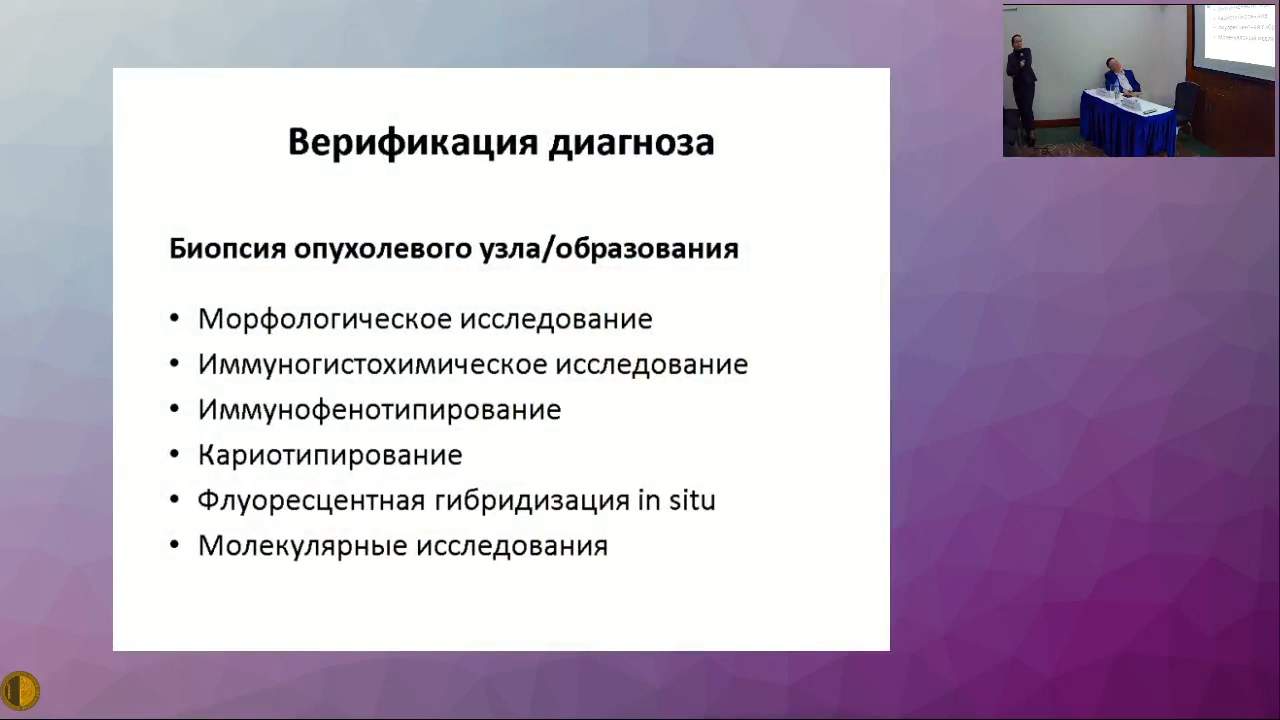 Верификация диагноза
Биопсия опухолевого узла/образования
• Морфологическое исследование
• Иммуногистохимическое исследование
• Иммунофенотипирование
• Кариотипирование
• Флуоресцентная гибридизация in situ
• Молекулярные исследования